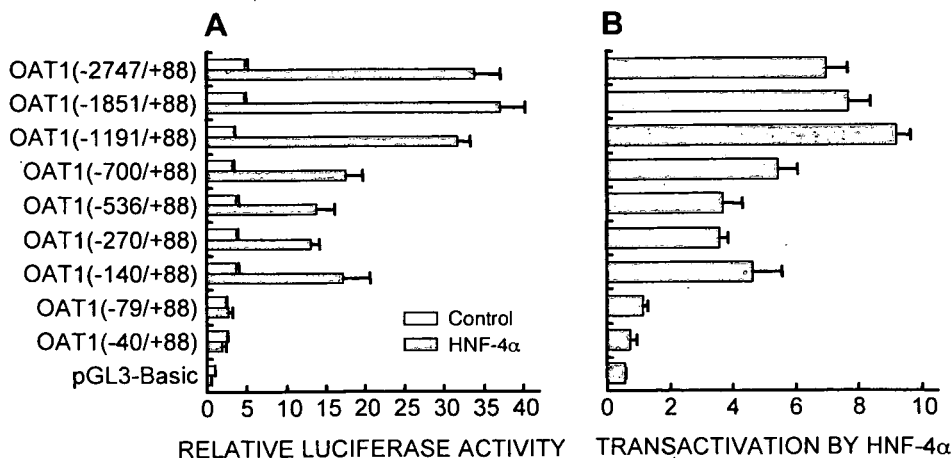 A
B
OAT1(-2747/+88)
OAT1(-1851/+88)
OAT1(-1191/+88)
OAT1(-700/+88)
OAT1(-536/+88)
OAT1(-270/+88)
OAT1(-140/+88)
OAT1(-79/+88)
OAT1(-40/+88)
pGL3-Basic
Control
HNF-4α
0 5 10 15 20 25 30 35 40
0 2 4 6 8 10
RELATIVE LUCIFERASE ACTIVITY
TRANSACTIVATION BY HNF-4α